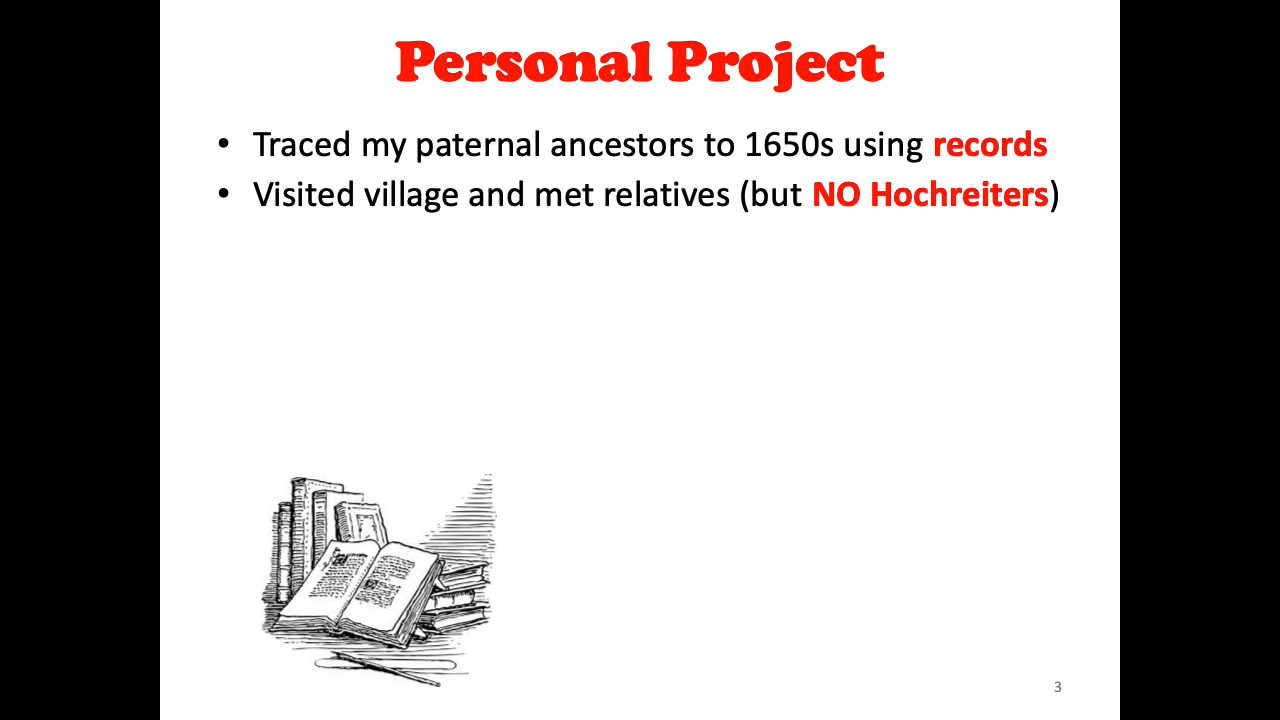 Personal Project
• Traced my paternal ancestors to 1650s using records
• Visited village and met relatives (but NO Hochreiters)
3